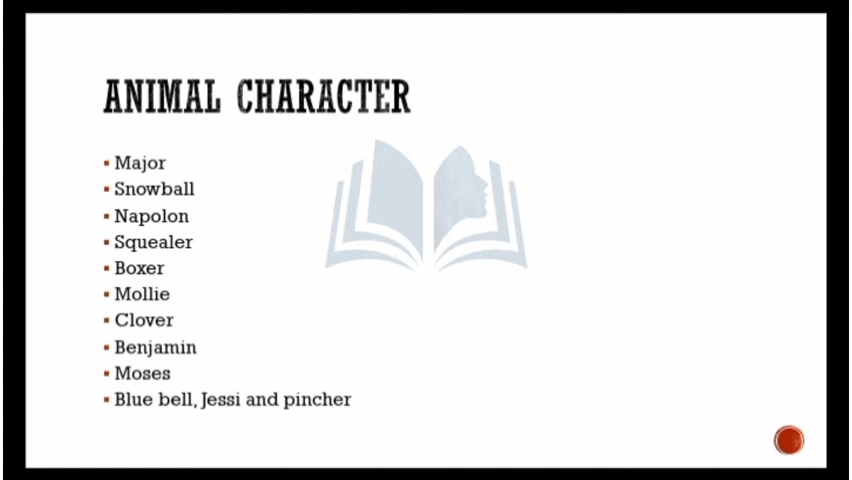 ANIMAL CHARACTER
Major
Snowball
Napolon
Squealer
Boxer
Mollie
Clover
Benjamin
Moses
Blue bell, Jessi and pincher